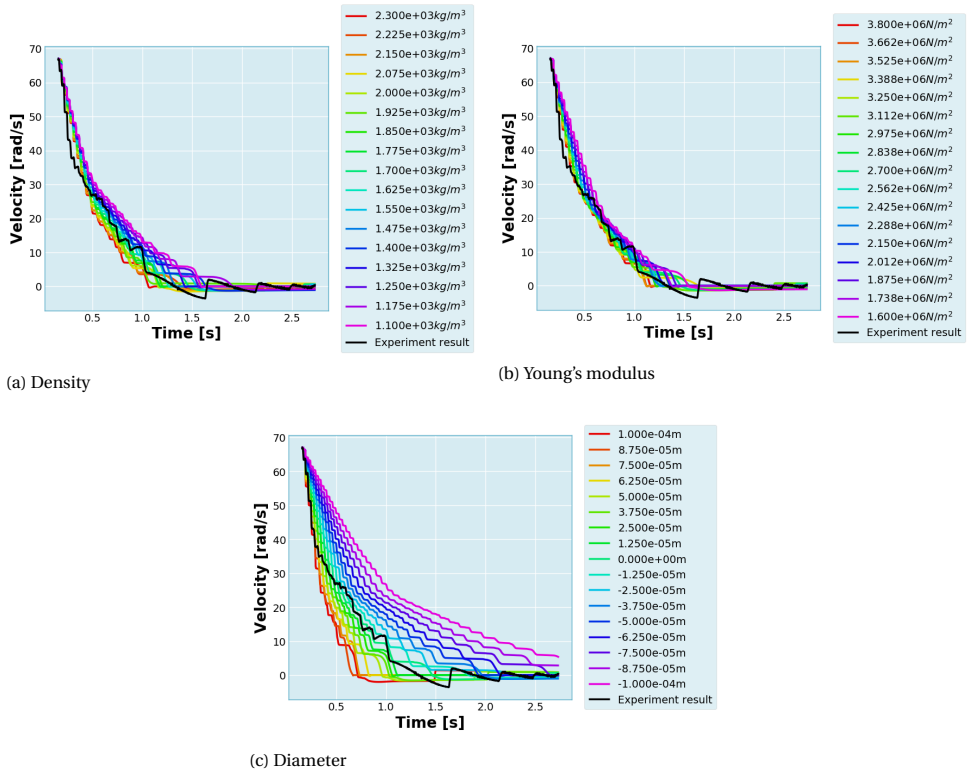 70
60
50
40
30
20
10
0
0.5 1.0 1.5 2.0 2.5
Velocity [rad/s]
Time [s]
2.300e+03kg/m³
2.225e+03kg/m³
2.150e+03kg/m³
2.075e+03kg/m³
2.000e+03kg/m³
1.925e+03kg/m³
1.850e+03kg/m³
1.775e+03kg/m³
1.700e+03kg/m³
1.625e+03kg/m³
1.550e+03kg/m³
1.475e+03kg/m³
1.400e+03kg/m³
1.325e+03kg/m³
1.250e+03kg/m³
1.175e+03kg/m³
1.100e+03kg/m³
Experiment result
(a) Density
70
60
50
40
30
20
10
0
0.5 1.0 1.5 2.0 2.5
Velocity [rad/s]
Time [s]
3.800e+06N/m²
3.662e+06N/m²
3.525e+06N/m²
3.388e+06N/m²
3.250e+06N/m²
3.112e+06N/m²
2.975e+06N/m²
2.838e+06N/m²
2.700e+06N/m²
2.562e+06N/m²
2.425e+06N/m²
2.288e+06N/m²
2.150e+06N/m²
2.012e+06N/m²
1.875e+06N/m²
1.738e+06N/m²
1.600e+06N/m²
Experiment result
(b) Young's modulus
70
60
50
40
30
20
10
0
0.5 1.0 1.5 2.0 2.5
Velocity [rad/s]
Time [s]
1.000e-04m
8.750e-05m
7.500e-05m
6.250e-05m
5.000e-05m
3.750e-05m
2.500e-05m
1.250e-05m
0.000e+00m
-1.250e-05m
-2.500e-05m
-3.750e-05m
-5.000e-05m
-6.250e-05m
-7.500e-05m
-8.750e-05m
-1.000e-04m
Experiment result
(c) Diameter